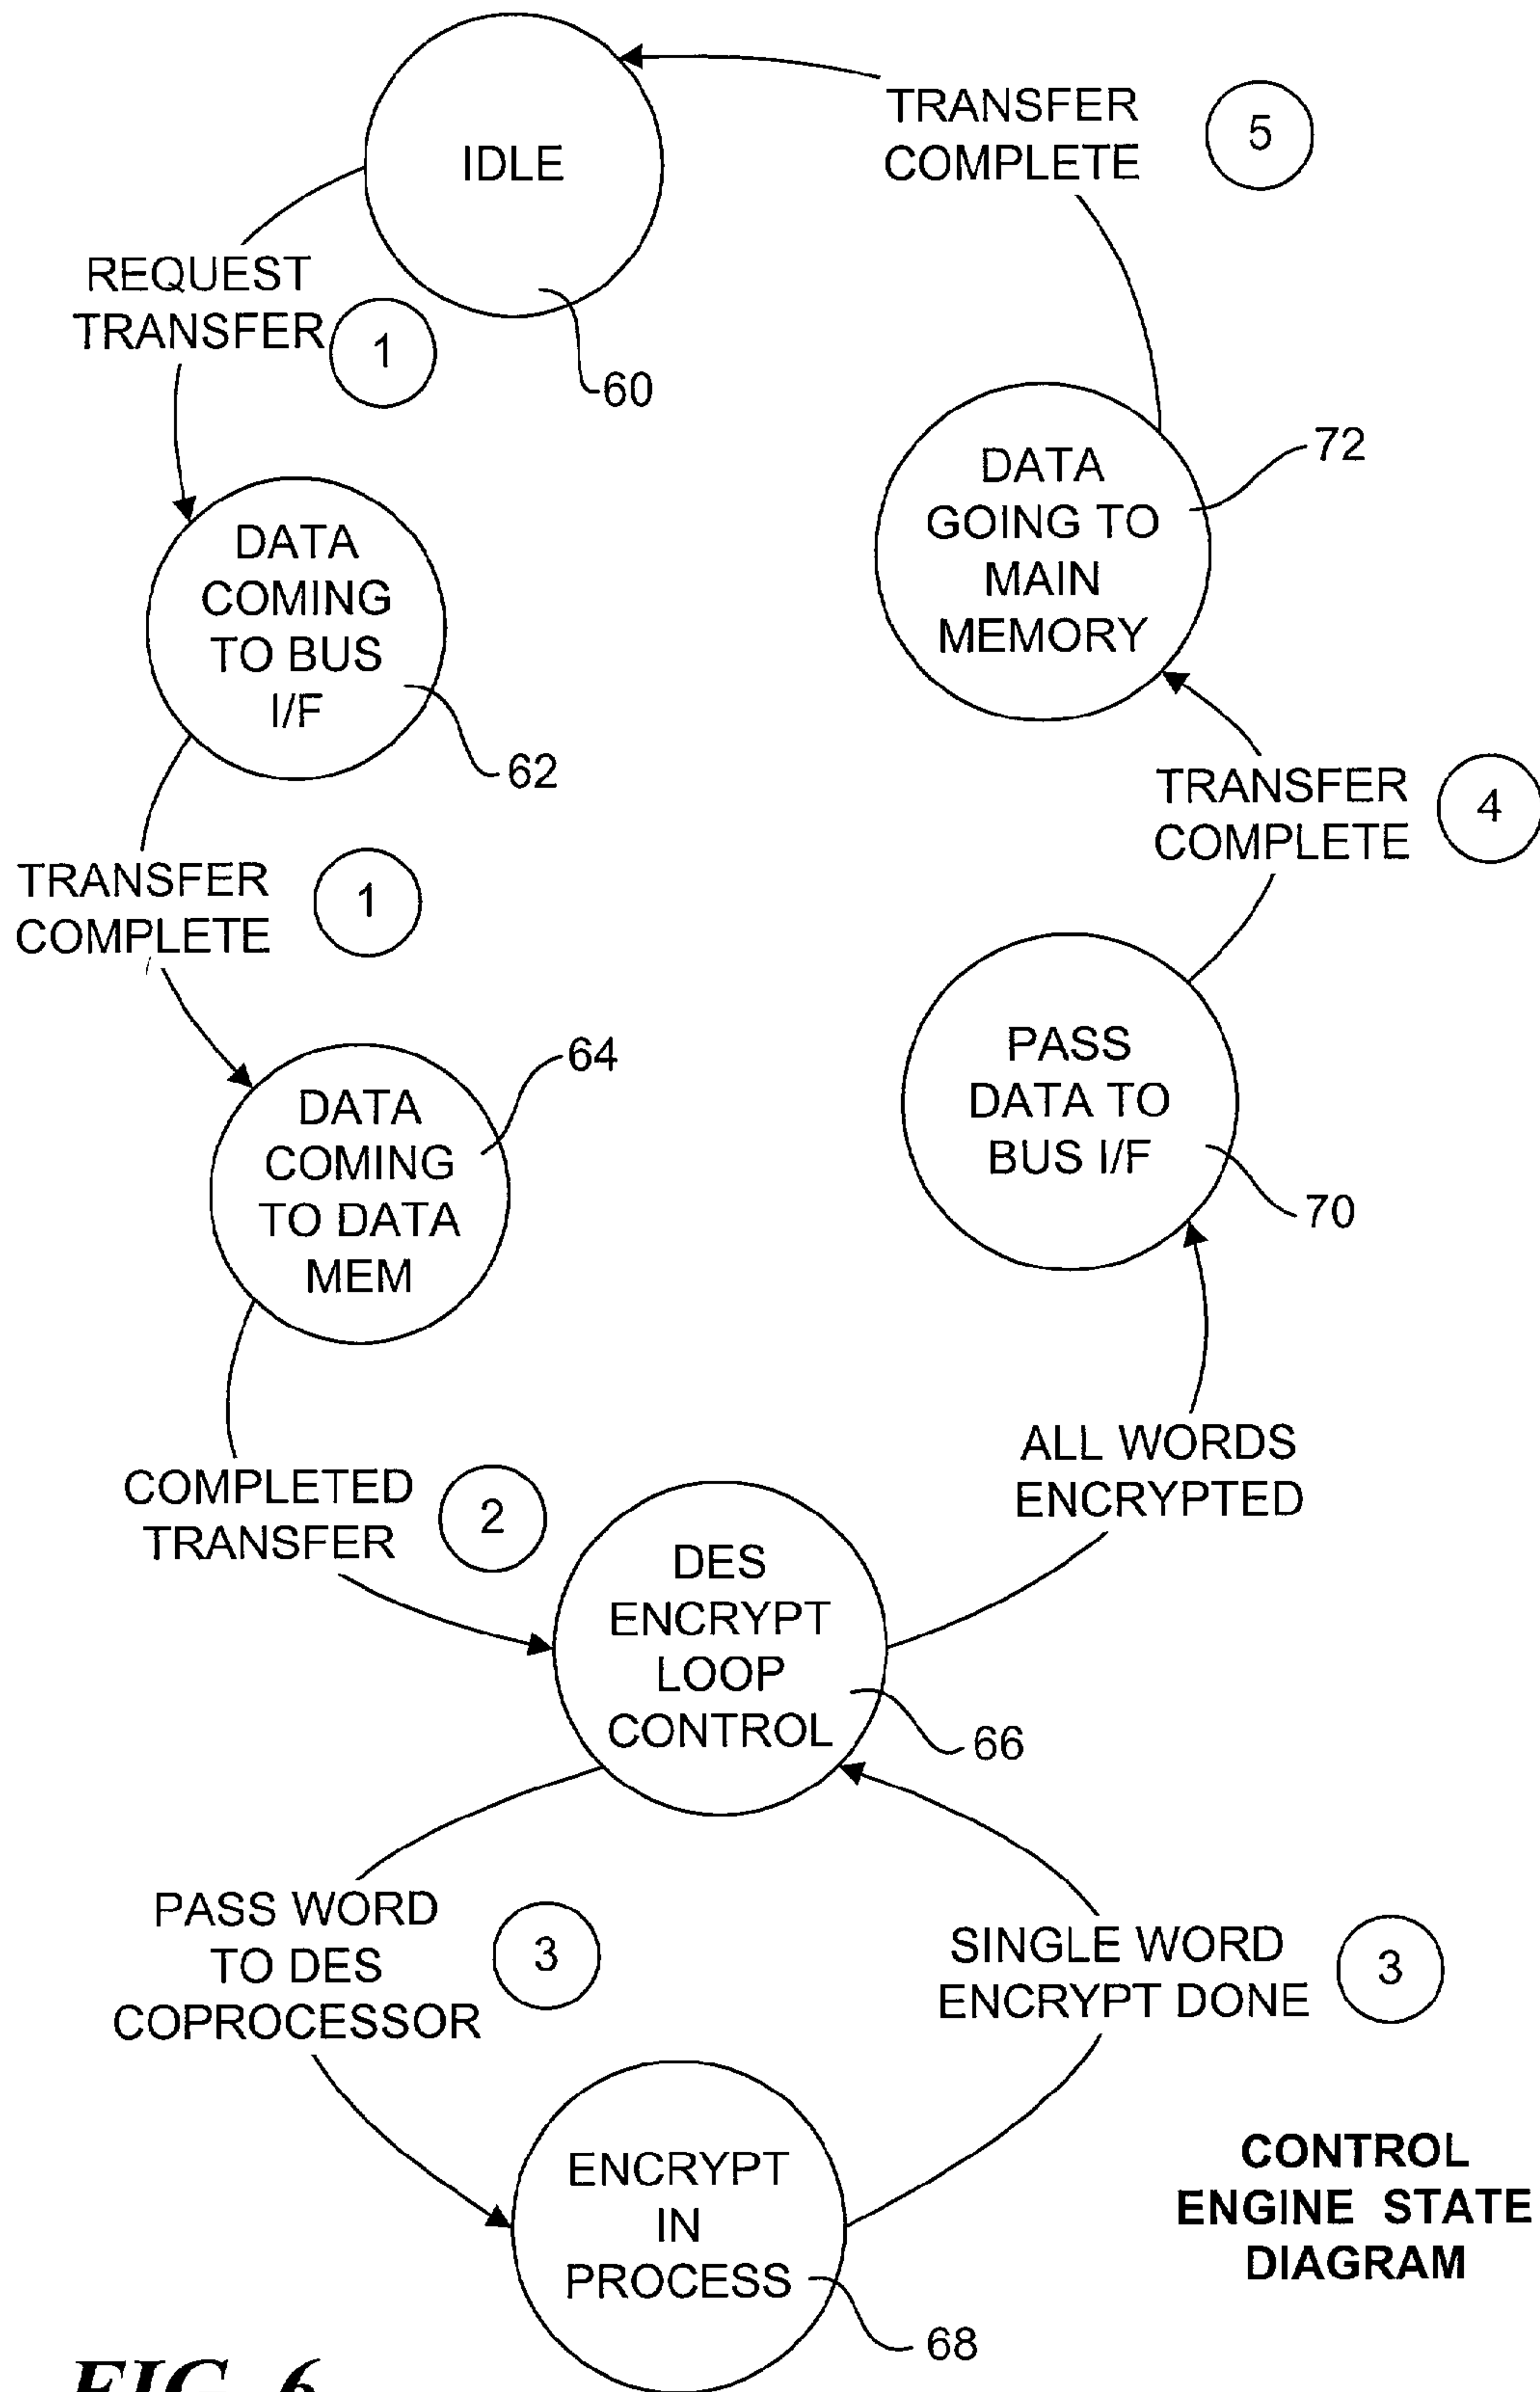 IDLE
60
TRANSFER
COMPLETE
5
REQUEST
TRANSFER
1
DATA
COMING
TO BUS
I/F
62
DATA
GOING TO
MAIN
MEMORY
72
TRANSFER
COMPLETE
1
TRANSFER
COMPLETE
4
DATA
COMING
TO DATA
MEM
64
PASS
DATA TO
BUS I/F
70
COMPLETED
TRANSFER
2
ALL WORDS
ENCRYPTED
DES
ENCRYPT
LOOP
CONTROL
66
PASS WORD
TO DES
COPROCESSOR
3
SINGLE WORD
ENCRYPT DONE
3
ENCRYPT
IN
PROCESS
68
CONTROL
ENGINE STATE
DIAGRAM
FIG. 6